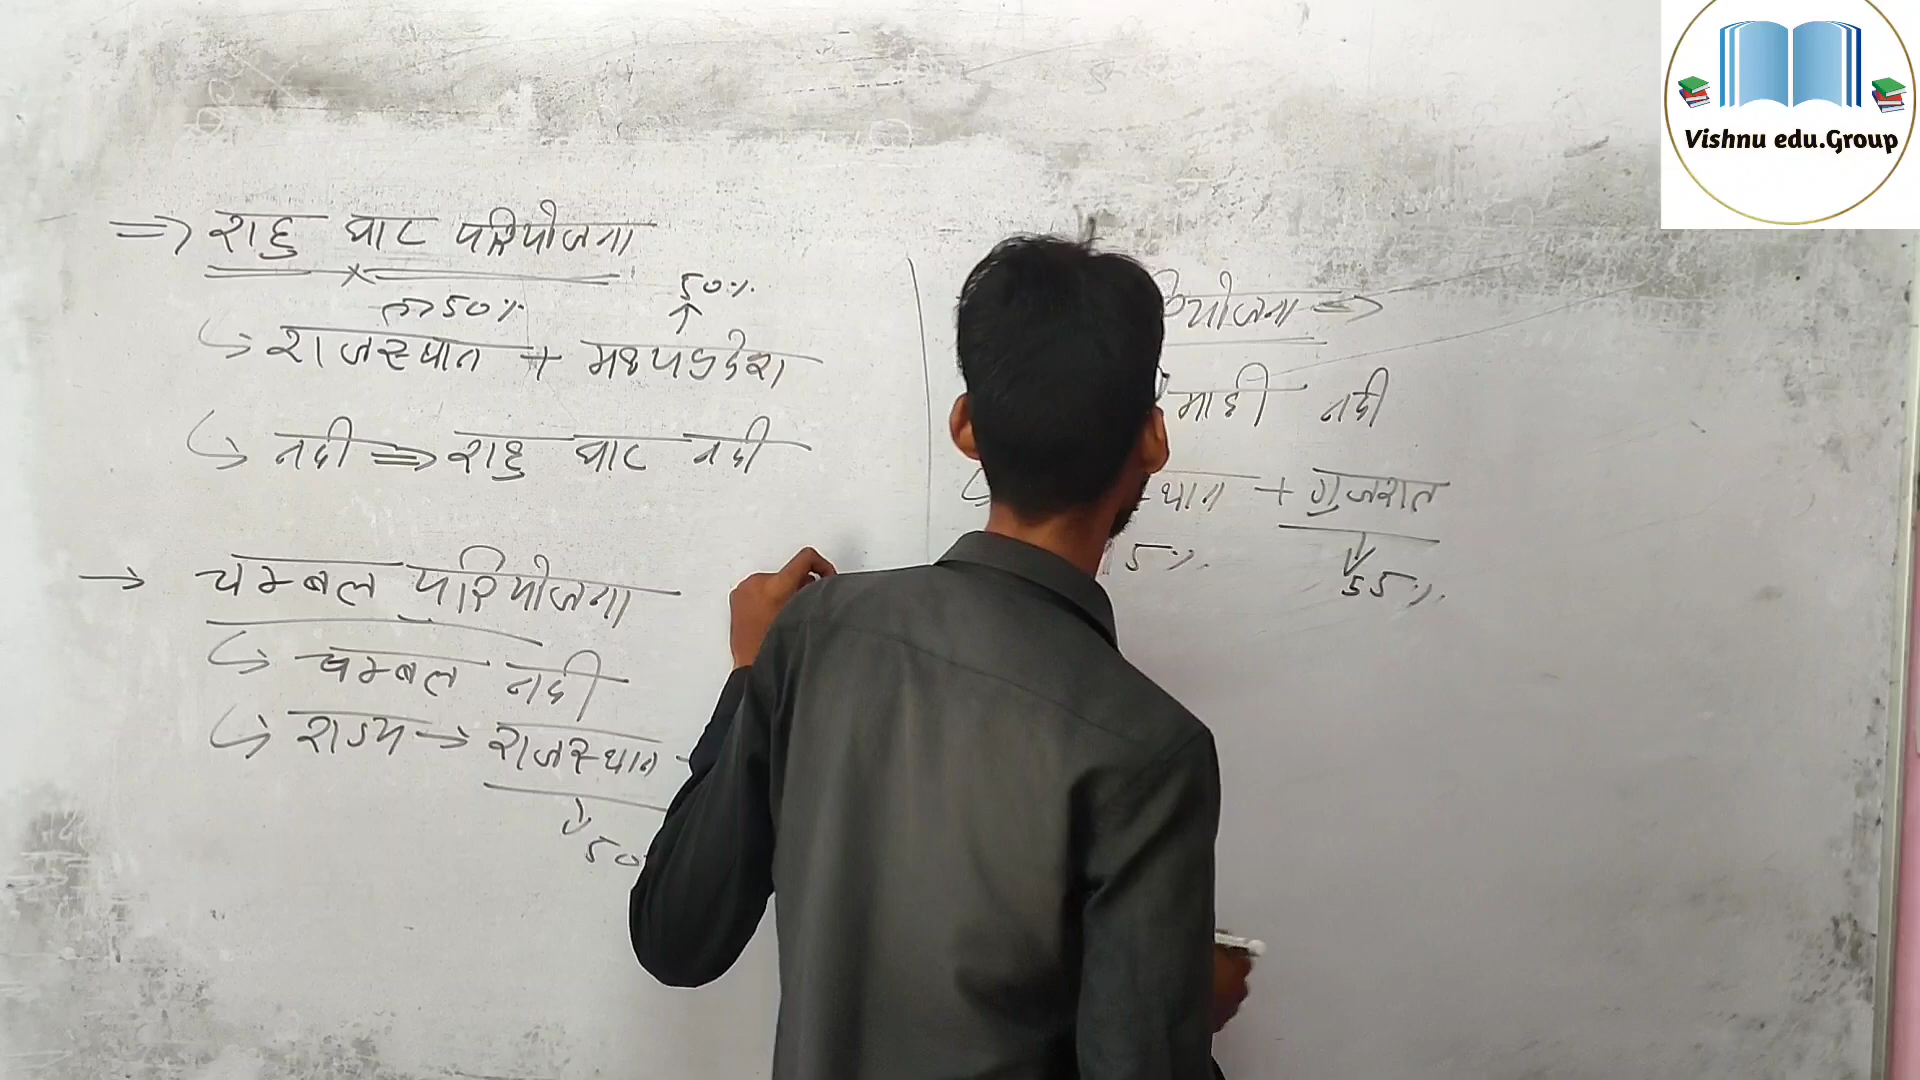 Vishnu edu.Group
⇒ राहु घाट परियोजना
50% 50%
राजस्थान + मध्यप्रदेश
नदी ⇒ राहु घाट नदी
→ चम्बल परियोजना
चम्बल नदी
राज्य → राजस्थान
50
माही नदी
+ गुजरात
5% 55%